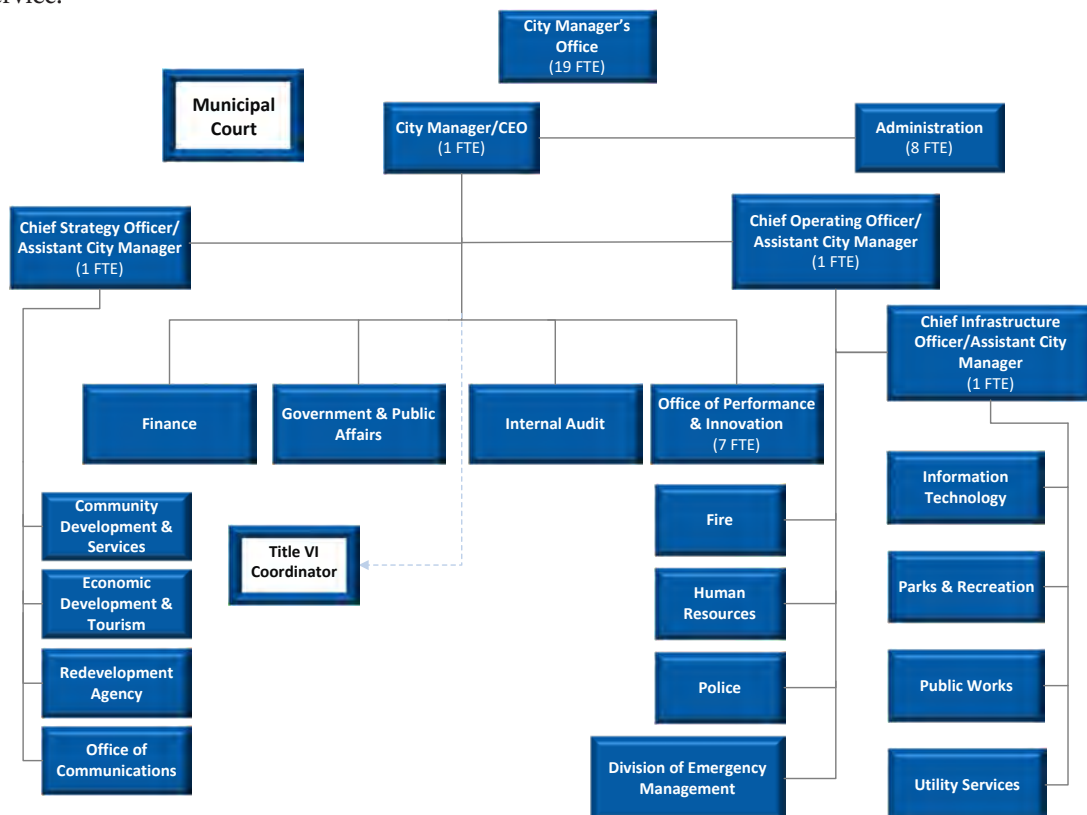 City Manager's
Office
(19 FTE)
Municipal
Court
City Manager/CEO
(1 FTE)
Administration
(8 FTE)
Chief Strategy Officer/
Assistant City Manager
(1 FTE)
Chief Operating Officer/
Assistant City Manager
(1 FTE)
Chief Infrastructure
Officer/Assistant City
Manager
(1 FTE)
Finance
Government & Public
Affairs
Internal Audit
Office of Performance
& Innovation
(7 FTE)
Community
Development &
Services
Economic
Development &
Tourism
Redevelopment
Agency
Office of
Communications
Title VI
Coordinator
Fire
Human
Resources
Police
Division of Emergency
Management
Information
Technology
Parks & Recreation
Public Works
Utility Services